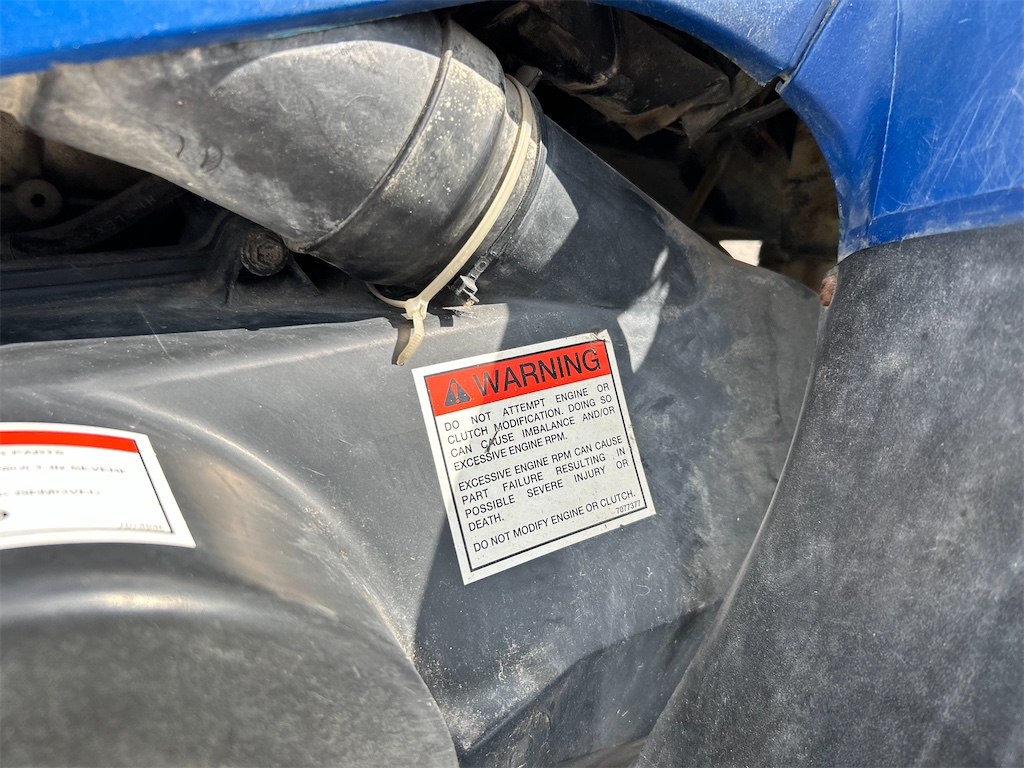 WARNING
DO NOT ATTEMPT ENGINE OR
CLUTCH MODIFICATION. DOING SO
CAN CAUSE IMBALANCE AND/OR
EXCESSIVE ENGINE RPM.
EXCESSIVE ENGINE RPM CAN CAUSE
PART FAILURE RESULTING IN
POSSIBLE SEVERE INJURY OR
DEATH.
DO NOT MODIFY ENGINE OR CLUTCH.
7077377
PARTS